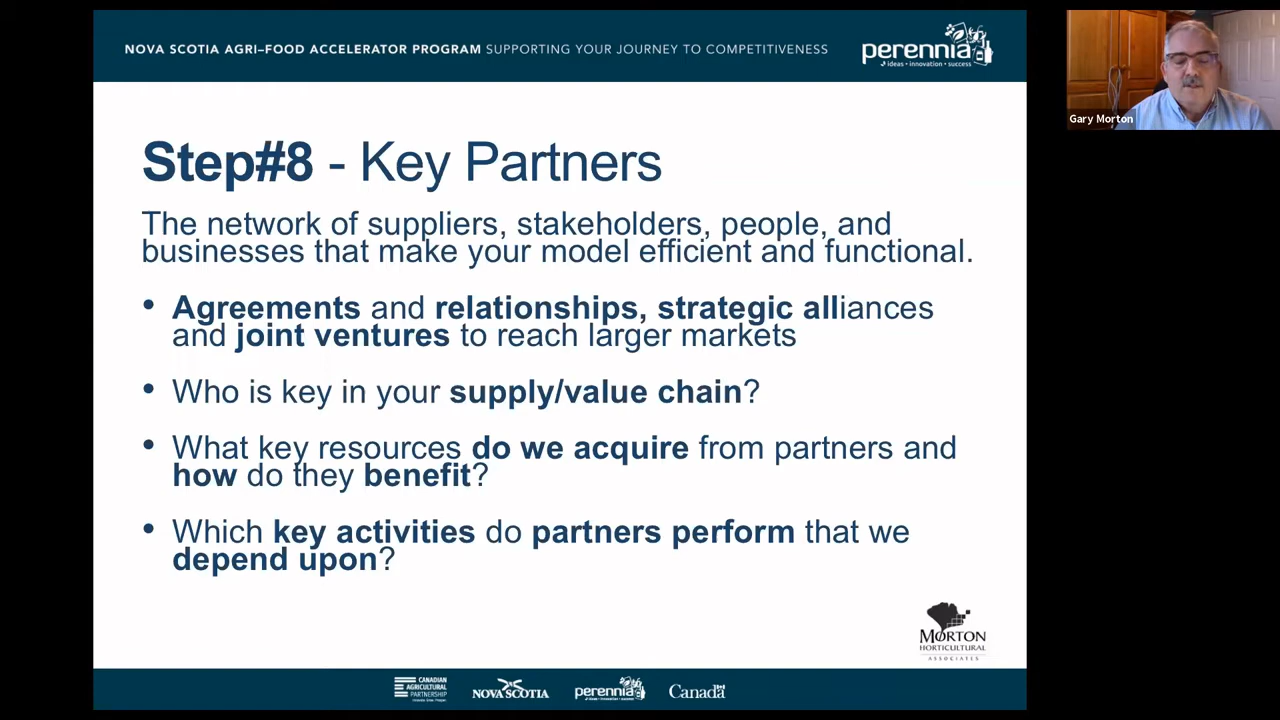 NOVA SCOTIA AGRI–FOOD ACCELERATOR PROGRAM SUPPORTING YOUR JOURNEY TO COMPETITIVENESS
perennia
ideas • innovation • success
Gary Morton
Step#8 - Key Partners
The network of suppliers, stakeholders, people, and
businesses that make your model efficient and functional.
• Agreements and relationships, strategic alliances
and joint ventures to reach larger markets
• Who is key in your supply/value chain?
• What key resources do we acquire from partners and
how do they benefit?
• Which key activities do partners perform that we
depend upon?
MORTON
HORTICULTURAL
ASSOCIATES
CANADIAN
AGRICULTURAL
PARTNERSHIP
NOVA SCOTIA
perennia
Canada